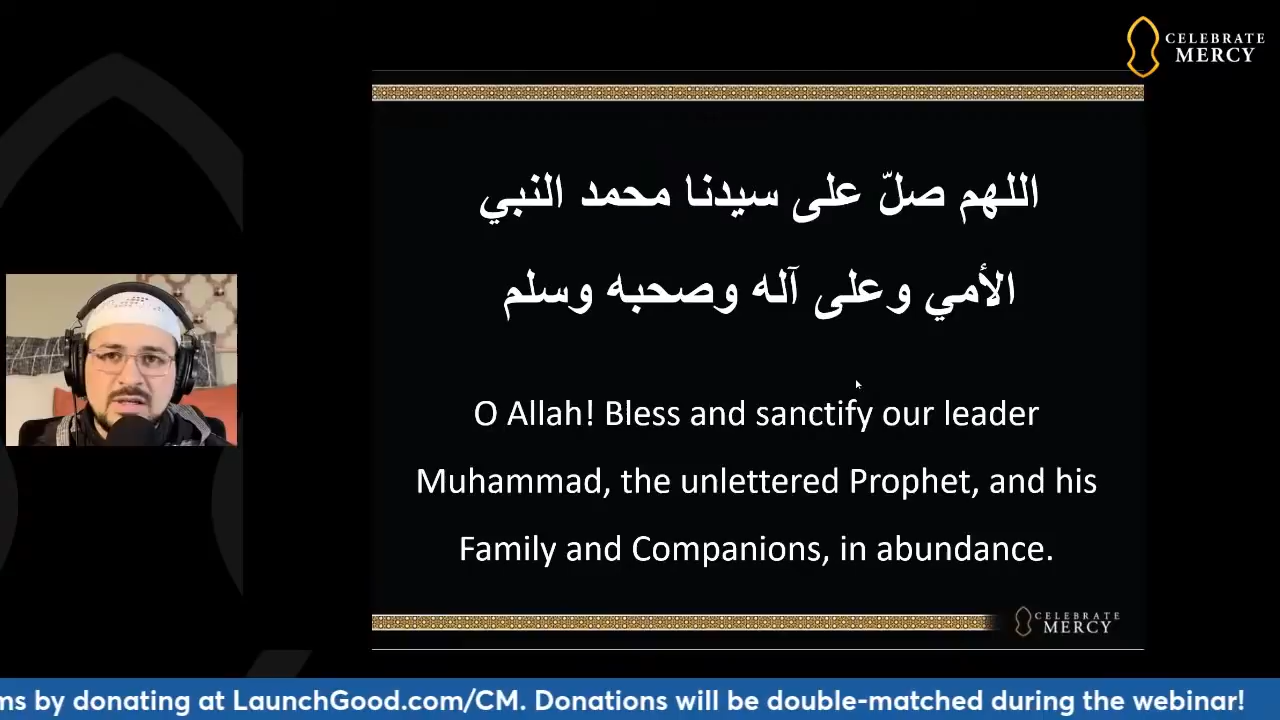 CELEBRATE
MERCY
اللهم صلّ على سيدنا محمد النبي
الأمي وعلى آله وصحبه وسلم
O Allah! Bless and sanctify our leader
Muhammad, the unlettered Prophet, and his
Family and Companions, in abundance.
CELEBRATE
MERCY
ms by donating at LaunchGood.com/CM. Donations will be double-matched during the webinar!